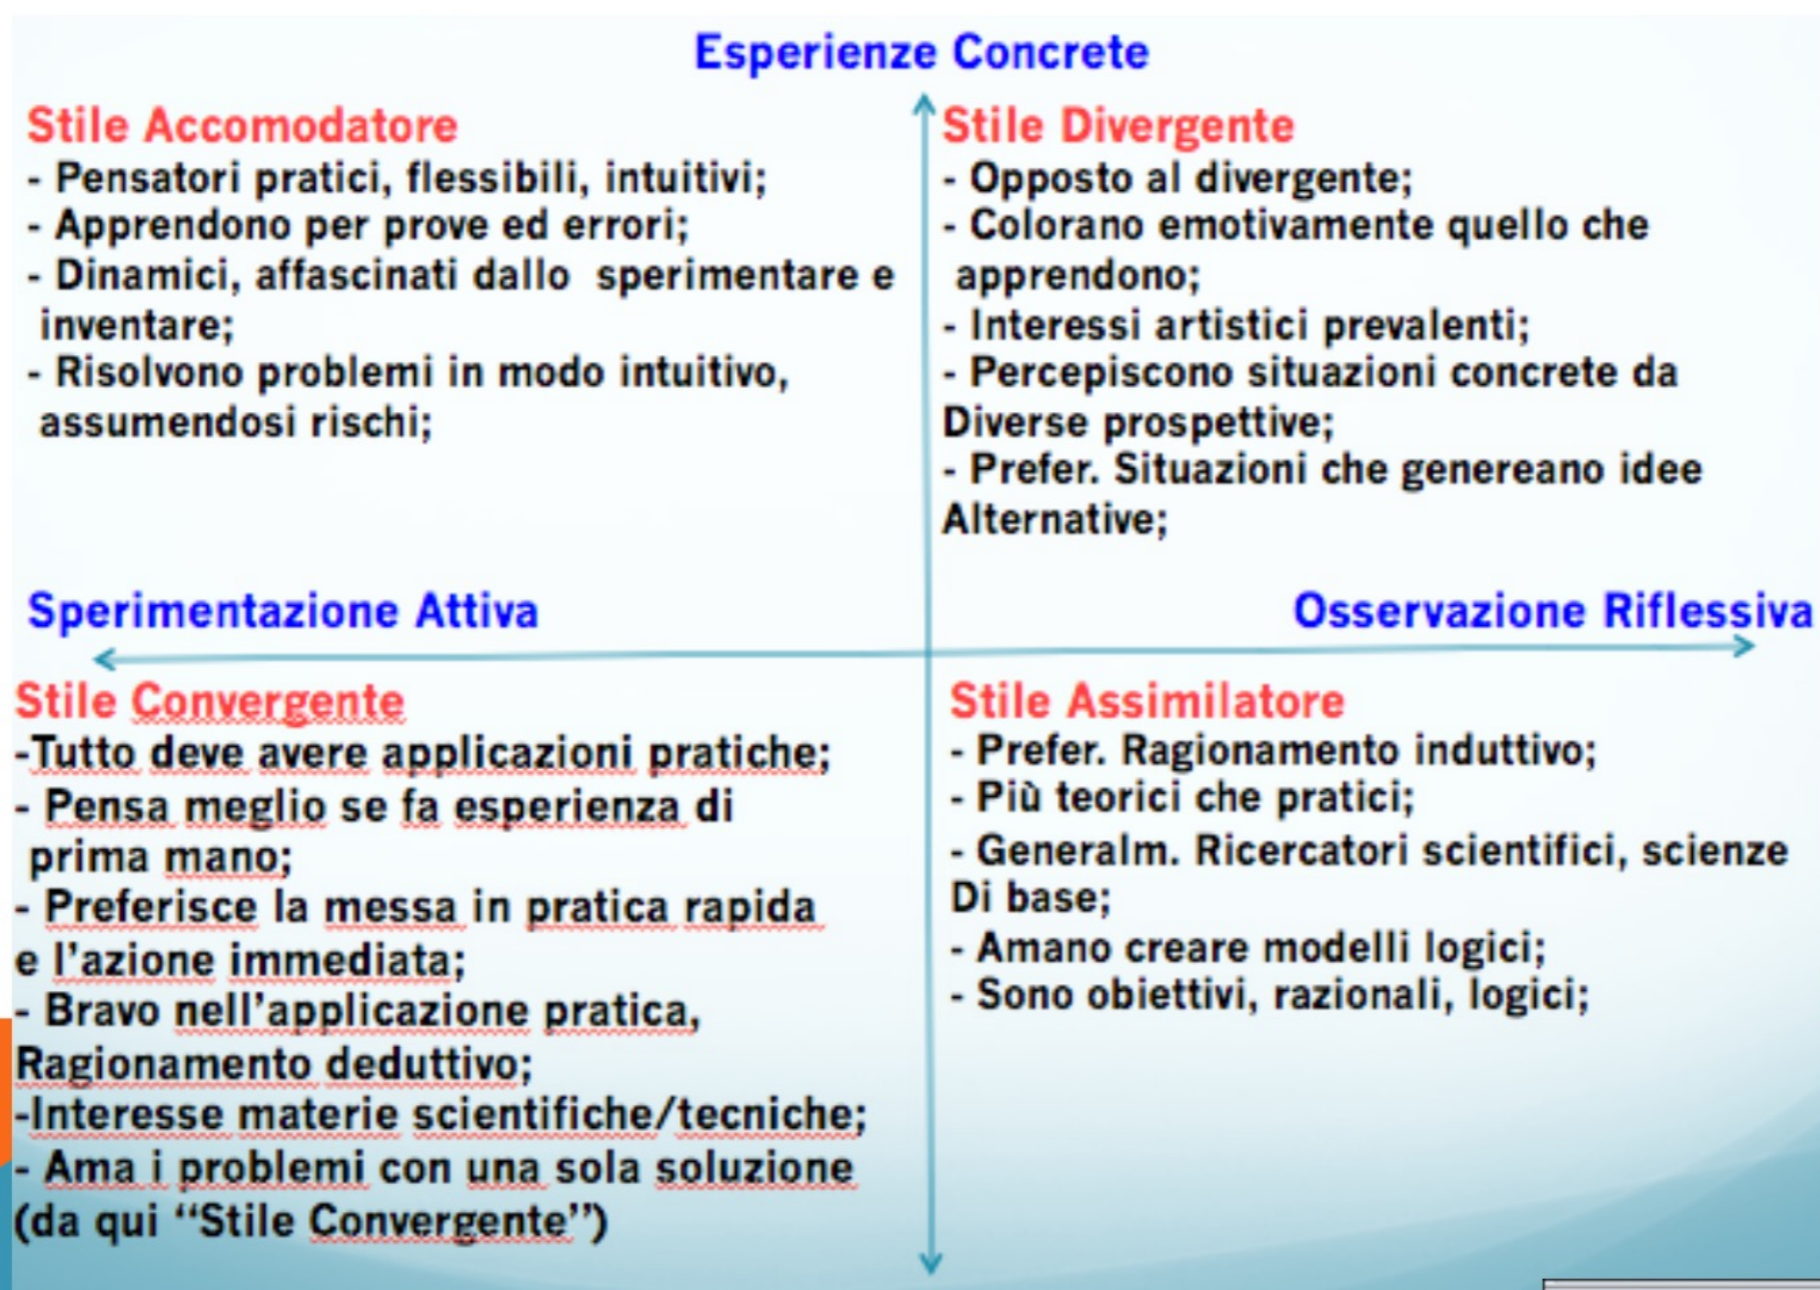 Esperienze Concrete
Stile Accomodatore
- Pensatori pratici, flessibili, intuitivi;
- Apprendono per prove ed errori;
- Dinamici, affascinati dallo sperimentare e
inventare;
- Risolvono problemi in modo intuitivo,
assumendosi rischi;
Stile Divergente
- Opposto al divergente;
- Colorano emotivamente quello che
apprendono;
- Interessi artistici prevalenti;
- Percepiscono situazioni concrete da
Diverse prospettive;
- Prefer. Situazioni che genereano idee
Alternative;
Sperimentazione Attiva
Osservazione Riflessiva
Stile Convergente
-Tutto deve avere applicazioni pratiche;
- Pensa meglio se fa esperienza di
prima mano;
- Preferisce la messa in pratica rapida
e l’azione immediata;
- Bravo nell’applicazione pratica,
Ragionamento deduttivo;
-Interesse materie scientifiche/tecniche;
- Ama i problemi con una sola soluzione
(da qui “Stile Convergente”)
Stile Assimilatore
- Prefer. Ragionamento induttivo;
- Più teorici che pratici;
- Generalm. Ricercatori scientifici, scienze
Di base;
- Amano creare modelli logici;
- Sono obiettivi, razionali, logici;